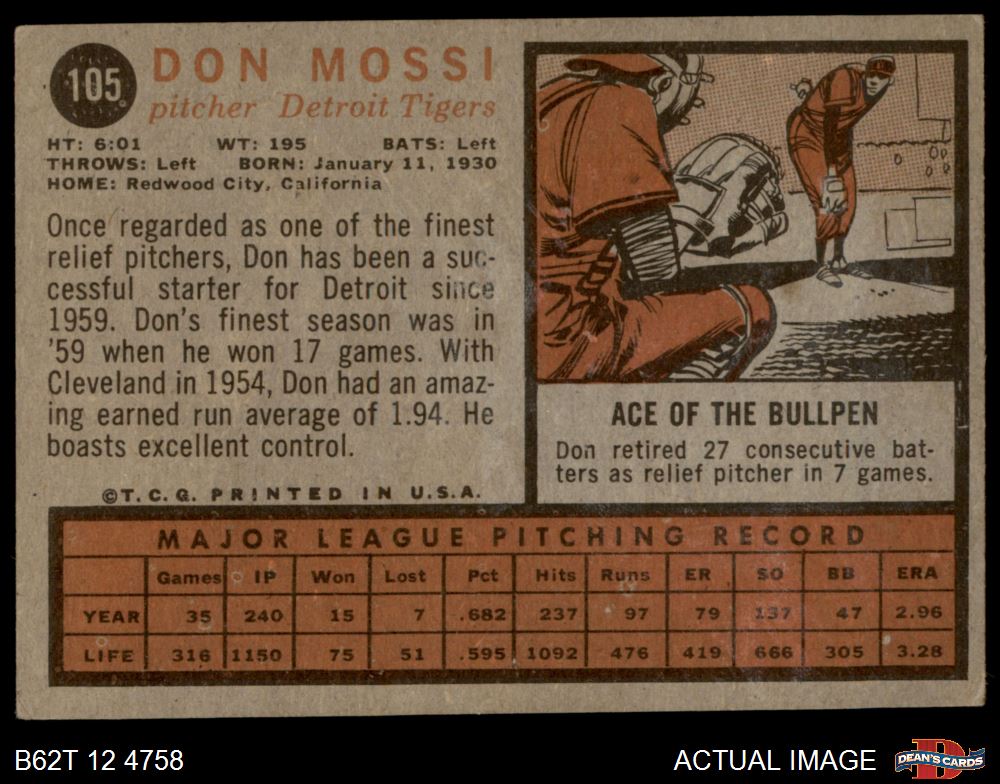 105
DON MOSSI
pitcher Detroit Tigers
HT: 6:01 WT: 195 BATS: Left
THROWS: Left BORN: January 11, 1930
HOME: Redwood City, California
Once regarded as one of the finest
relief pitchers, Don has been a suc-
cessful starter for Detroit since
1959. Don's finest season was in
'59 when he won 17 games. With
Cleveland in 1954, Don had an amaz-
ing earned run average of 1.94. He
boasts excellent control.
©T.C.G. PRINTED IN U.S.A.
ACE OF THE BULLPEN
Don retired 27 consecutive bat-
ters as relief pitcher in 7 games.
MAJOR LEAGUE PITCHING RECORD
Games IP Won Lost Pct Hits Runs ER SO BB ERA
YEAR 35 240 15 7 .682 237 97 79 137 47 2.96
LIFE 316 1150 75 51 .595 1092 476 419 666 305 3.28
B62T 12 4758
ACTUAL IMAGE
DEAN'S CARDS